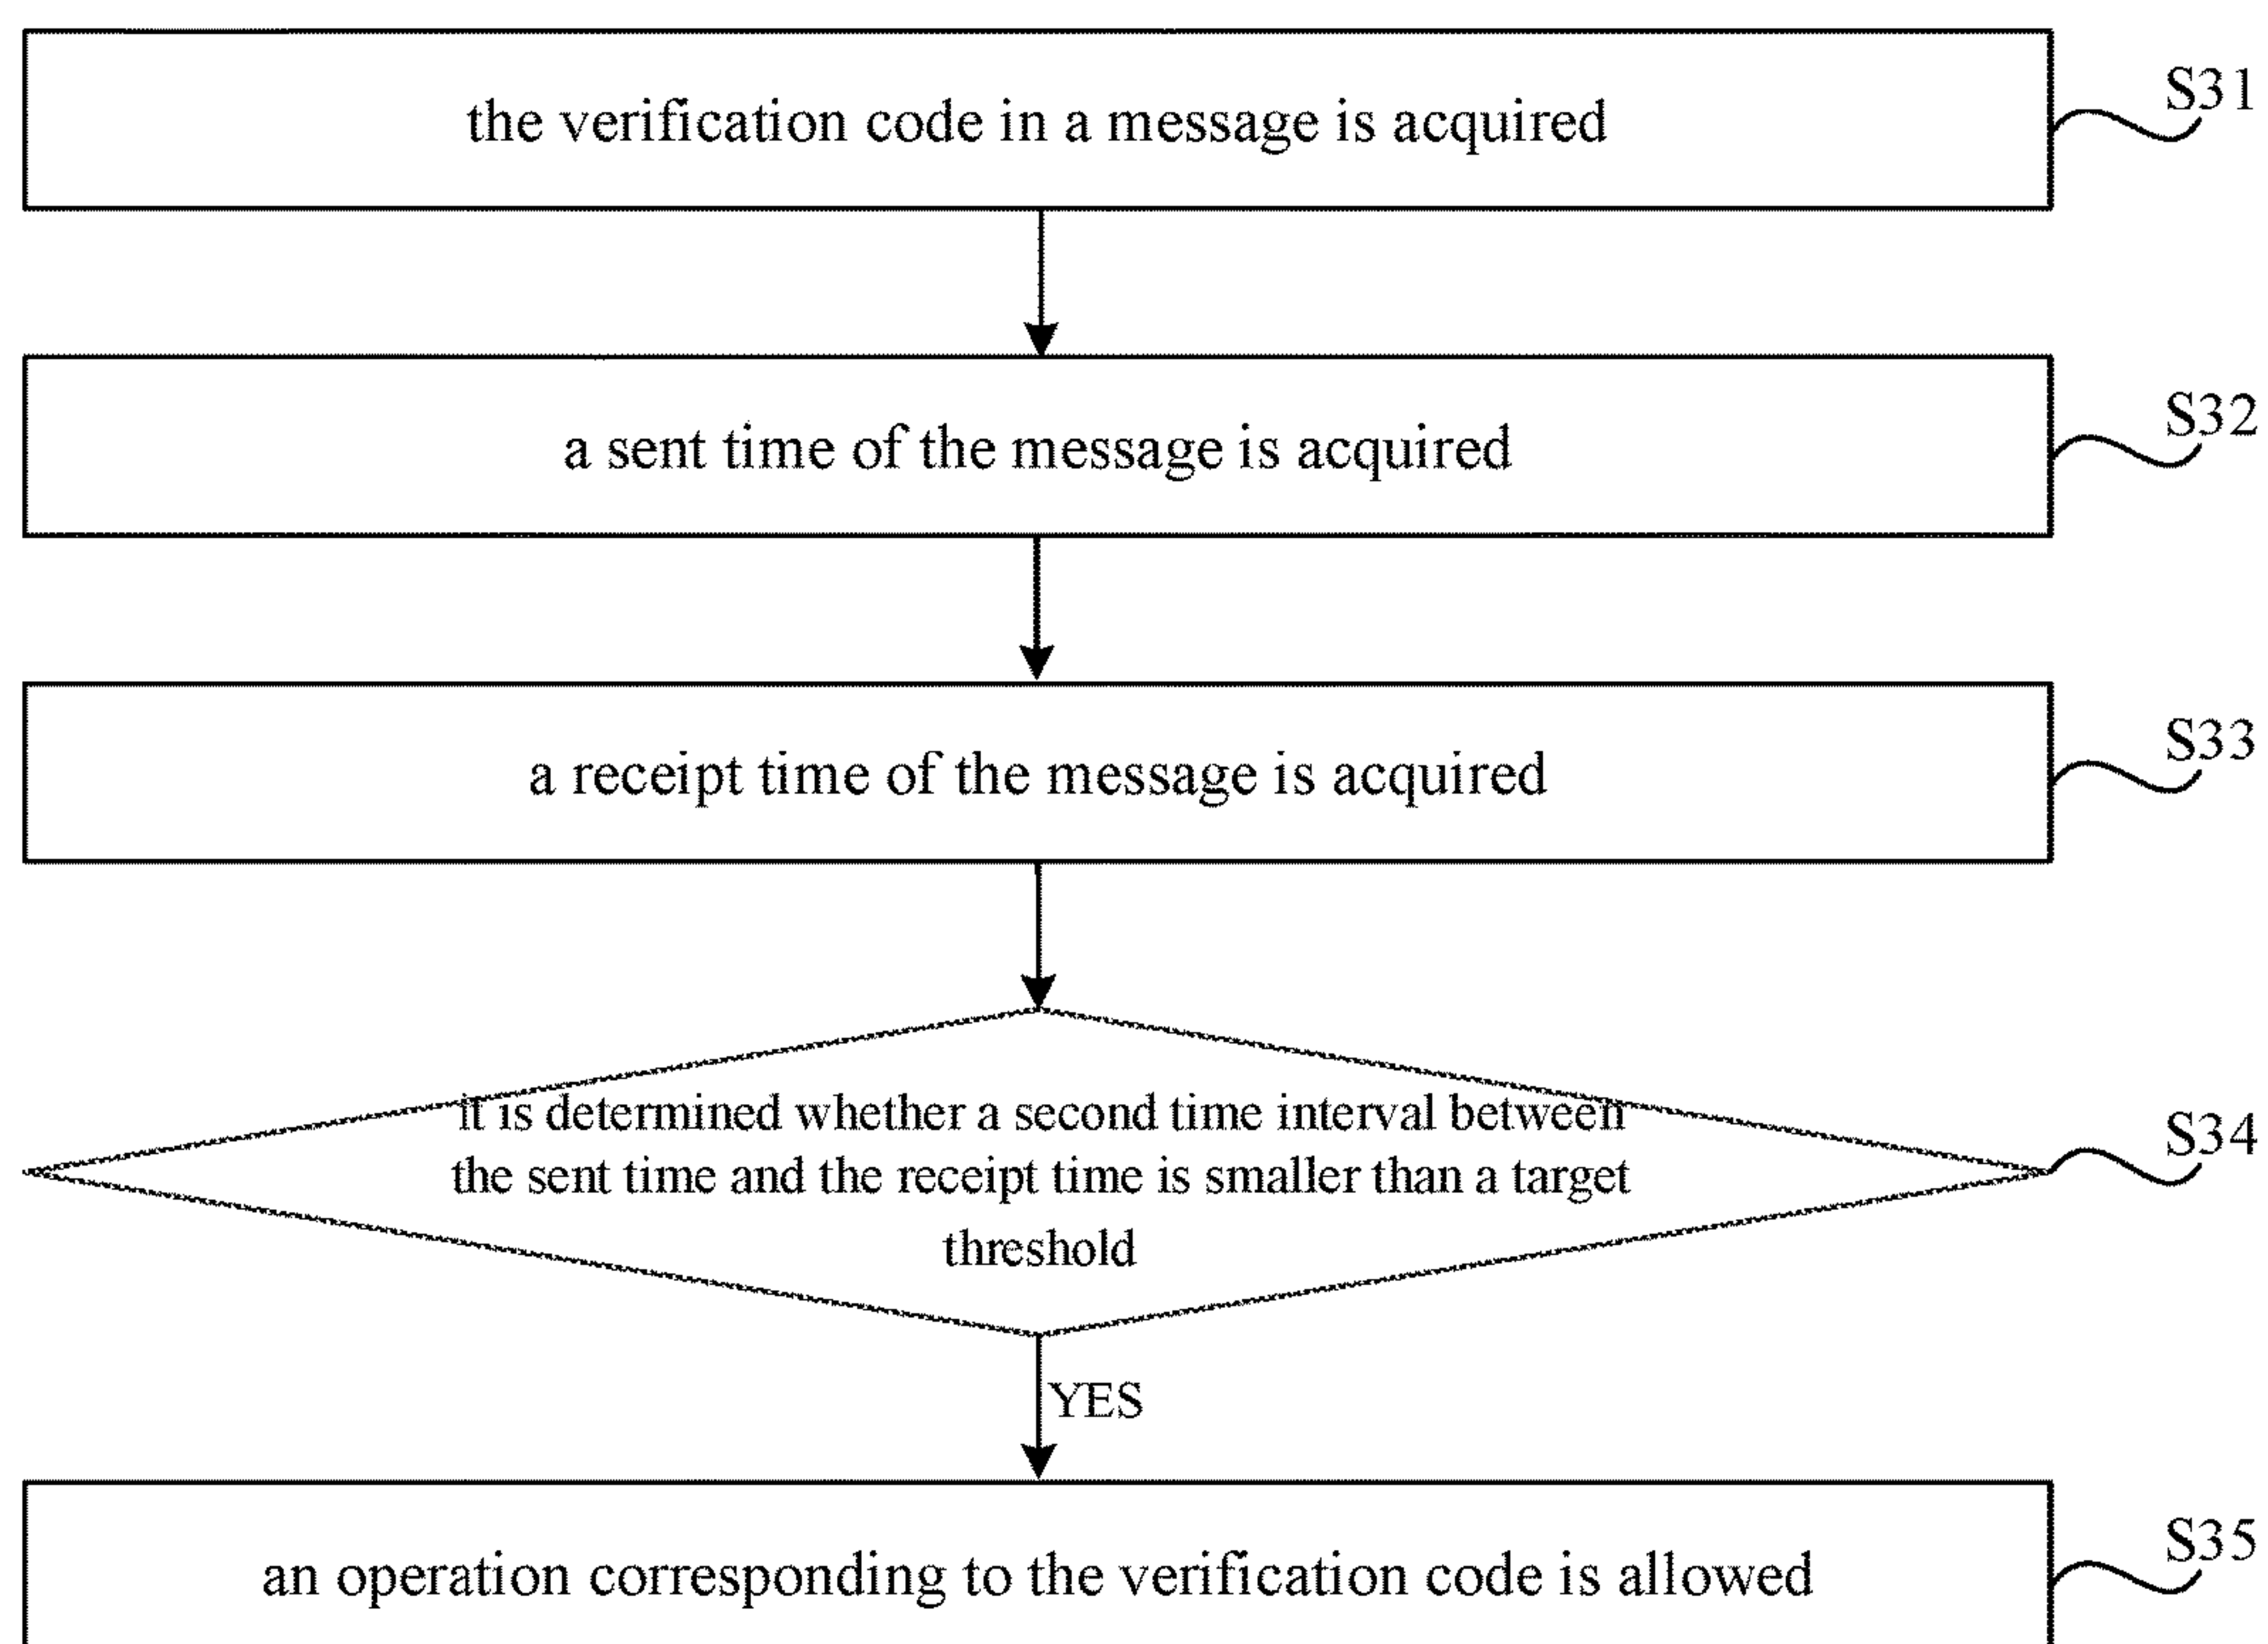 the verification code in a message is acquired
S31
a sent time of the message is acquired
S32
a receipt time of the message is acquired
S33
it is determined whether a second time interval between
the sent time and the receipt time is smaller than a target
threshold
S34
YES
an operation corresponding to the verification code is allowed
S35